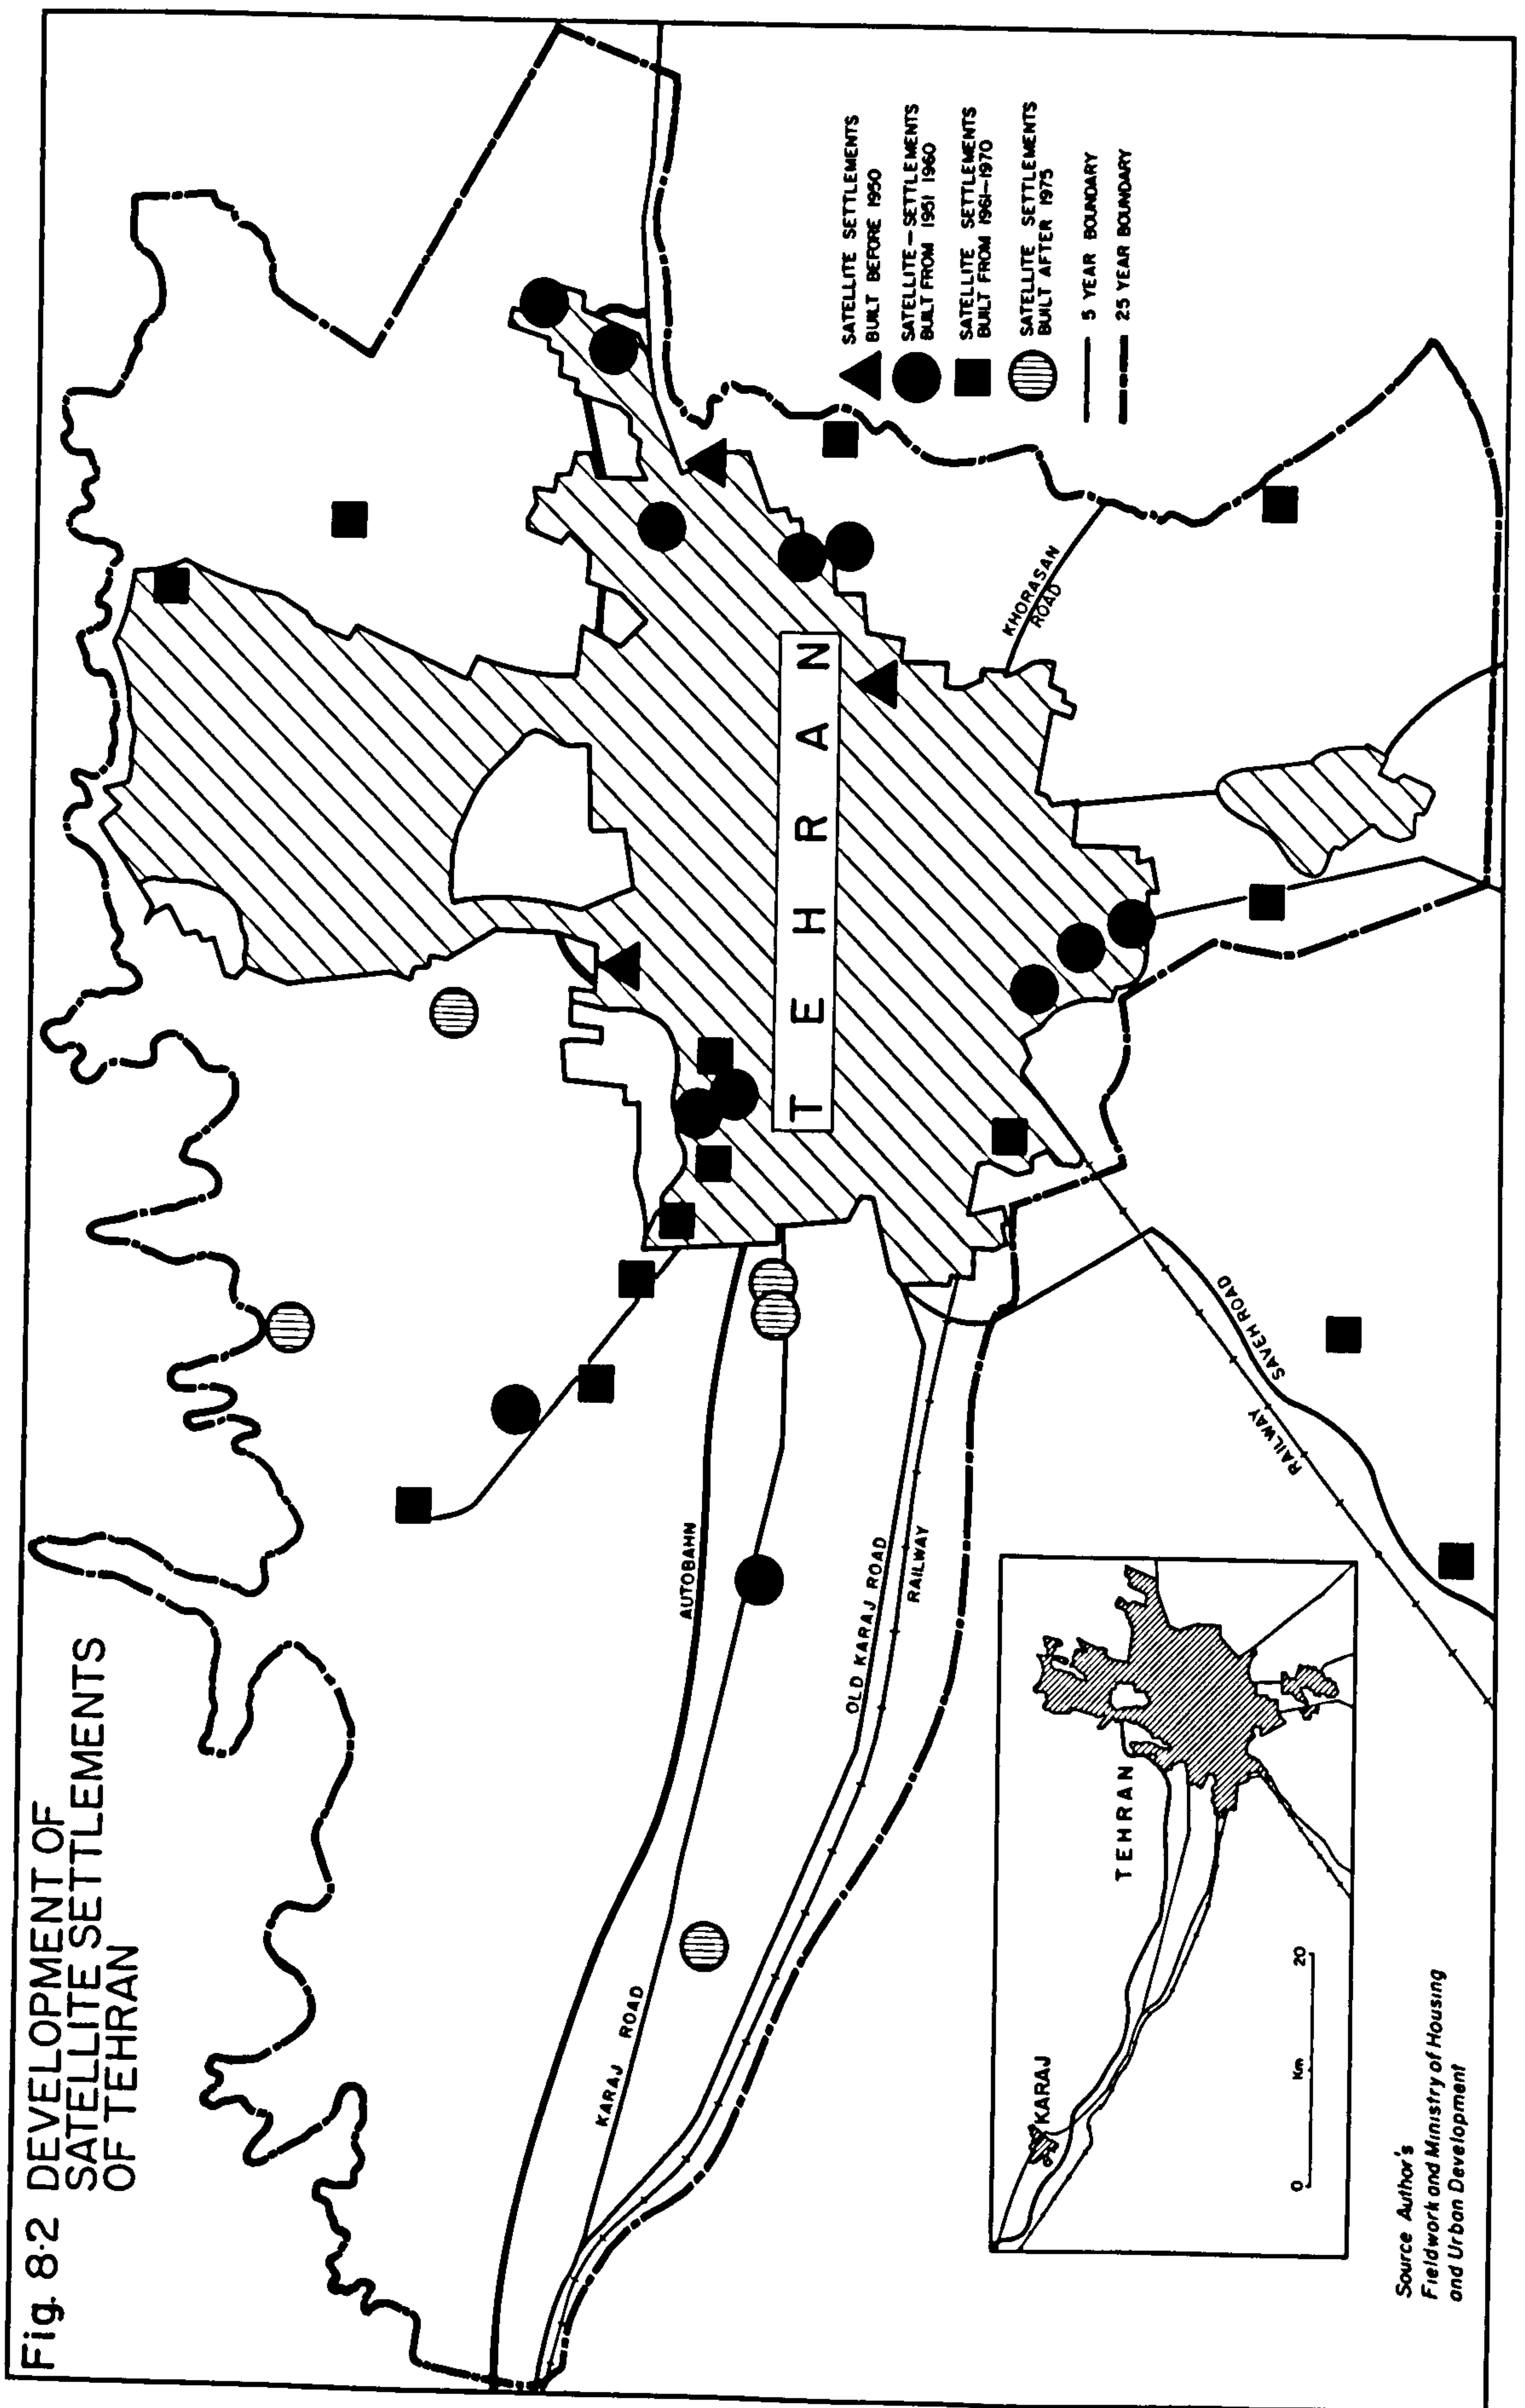 Fig. 8·2 DEVELOPMENT OF
SATELLITE SETTLEMENTS
OF TEHRAN
SATELLITE SETTLEMENTS
BUILT BEFORE 1950
SATELLITE—SETTLEMENTS
BUILT FROM 1951 1960
SATELLITE SETTLEMENTS
BUILT FROM 1961—1970
SATELLITE SETTLEMENTS
BUILT AFTER 1975
5 YEAR BOUNDARY
25 YEAR BOUNDARY
TEHRAN
KHORASAN
ROAD
AUTOBAHN
KARAJ ROAD
OLD KARAJ ROAD
RAILWAY
SAVEH ROAD
RAILWAY
TEHRAN
KARAJ
0 Km 20
Source Author's
Fieldwork and Ministry of Housing
and Urban Development